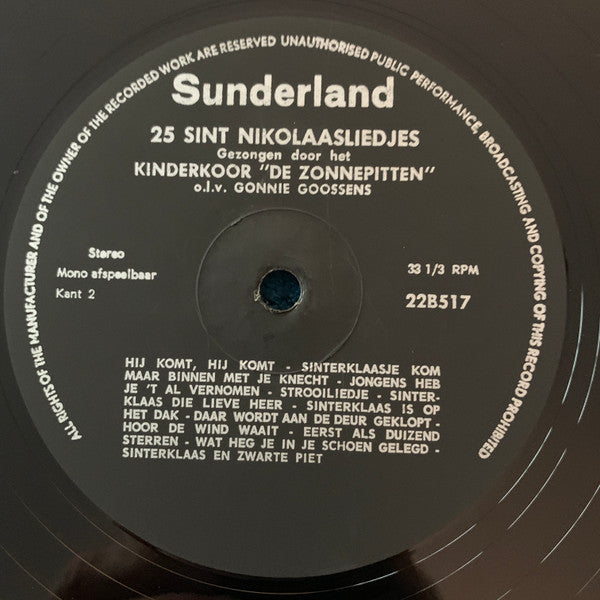 ALL RIGHTS OF THE MANUFACTURER AND OF THE OWNER OF THE RECORDED WORK ARE RESERVED UNAUTHORISED PUBLIC PERFORMANCE, BROADCASTING AND COPYING OF THIS RECORD PROHIBITED
Sunderland
25 SINT NIKOLAASLIEDJES
Gezongen door het
KINDERKOOR "DE ZONNEPITTEN"
o.l.v. GONNIE GOOSSENS
Stereo
Mono afspeelbaar
Kant 2
33 1/3 RPM
22B517
HIJ KOMT, HIJ KOMT - SINTERKLAASJE KOM
MAAR BINNEN MET JE KNECHT - JONGENS HEB
JE 'T AL VERNOMEN - STROOILIEDJE - SINTER-
KLAAS DIE LIEVE HEER - SINTERKLAAS IS OP
HET DAK - DAAR WORDT AAN DE DEUR GEKLOPT -
HOOR DE WIND WAAIT - EERST ALS DUIZEND
STERREN - WAT HEG JE IN JE SCHOEN GELEGD -
SINTERKLAAS EN ZWARTE PIET